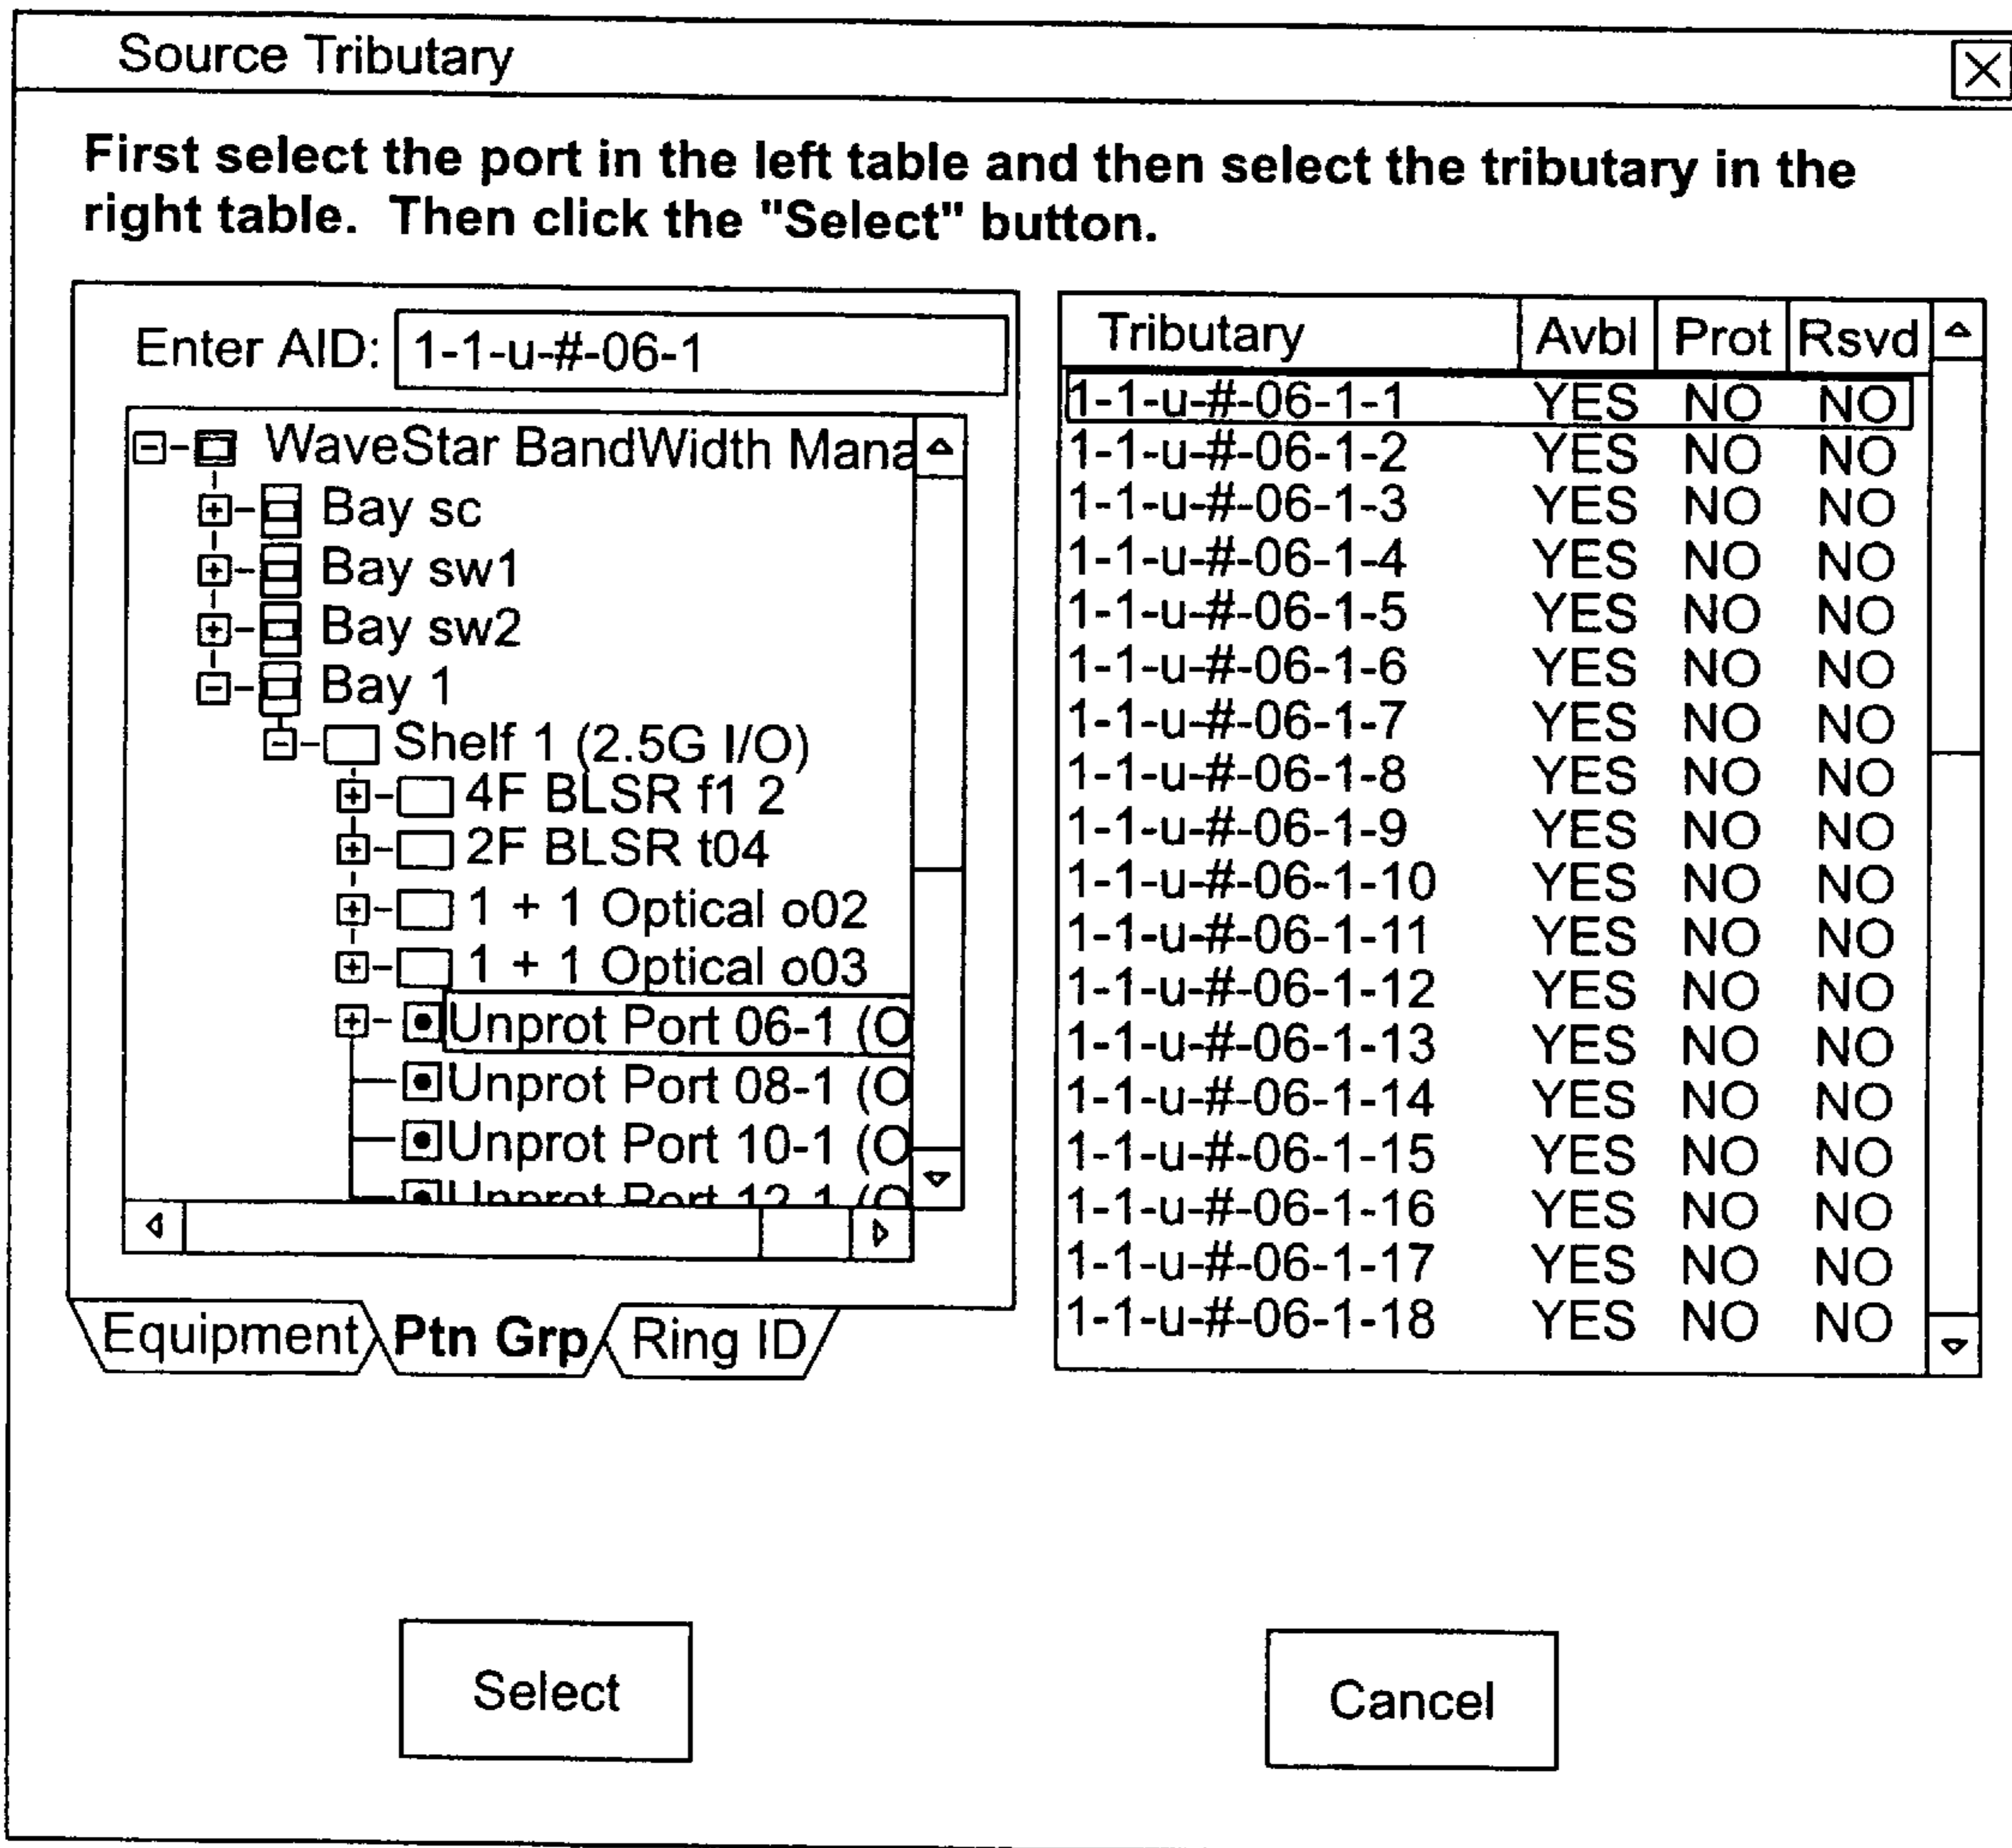 Source Tributary
First select the port in the left table and then select the tributary in the
right table.  Then click the "Select" button.
Enter AID: 1-1-u-#-06-1
WaveStar BandWidth Mana
Bay sc
Bay sw1
Bay sw2
Bay 1
Shelf 1 (2.5G I/O)
4F BLSR f1 2
2F BLSR t04
1 + 1 Optical o02
1 + 1 Optical o03
Unprot Port 06-1 (O
Unprot Port 08-1 (O
Unprot Port 10-1 (O
Unprot Port 12-1 (O
Equipment Ptn Grp Ring ID
Tributary Avbl Prot Rsvd
1-1-u-#-06-1-1 YES NO NO
1-1-u-#-06-1-2 YES NO NO
1-1-u-#-06-1-3 YES NO NO
1-1-u-#-06-1-4 YES NO NO
1-1-u-#-06-1-5 YES NO NO
1-1-u-#-06-1-6 YES NO NO
1-1-u-#-06-1-7 YES NO NO
1-1-u-#-06-1-8 YES NO NO
1-1-u-#-06-1-9 YES NO NO
1-1-u-#-06-1-10 YES NO NO
1-1-u-#-06-1-11 YES NO NO
1-1-u-#-06-1-12 YES NO NO
1-1-u-#-06-1-13 YES NO NO
1-1-u-#-06-1-14 YES NO NO
1-1-u-#-06-1-15 YES NO NO
1-1-u-#-06-1-16 YES NO NO
1-1-u-#-06-1-17 YES NO NO
1-1-u-#-06-1-18 YES NO NO
Select
Cancel